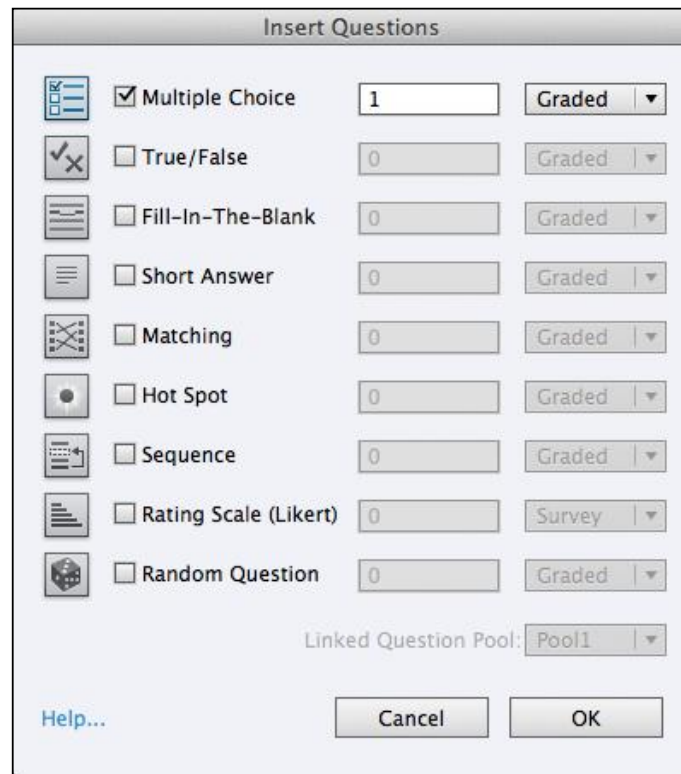 Insert Questions
Multiple Choice 1 Graded
True/False 0 Graded
Fill-In-The-Blank 0 Graded
Short Answer 0 Graded
Matching 0 Graded
Hot Spot 0 Graded
Sequence 0 Graded
Rating Scale (Likert) 0 Survey
Random Question 0 Graded
Linked Question Pool: Pool1
Help... Cancel OK